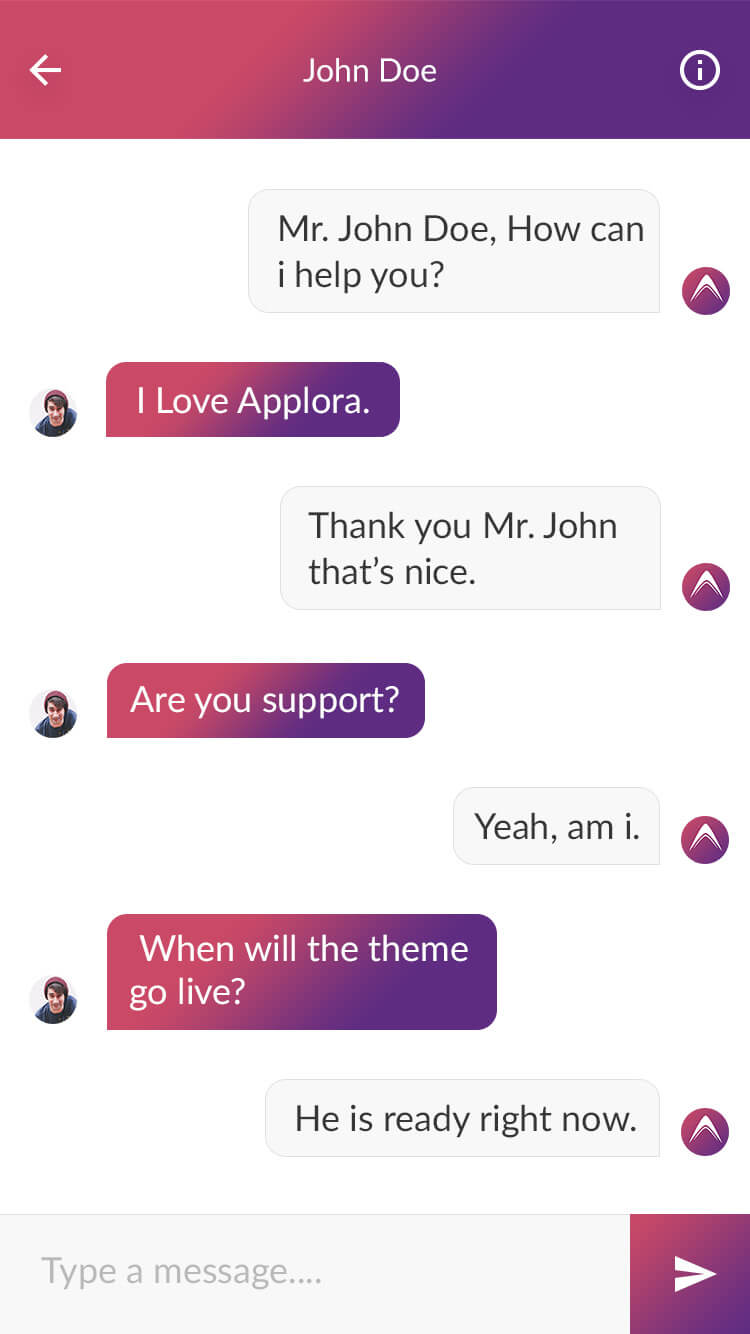 John Doe
Mr. John Doe, How can
i help you?
I Love Applora.
Thank you Mr. John
that’s nice.
Are you support?
Yeah, am i.
When will the theme
go live?
He is ready right now.
Type a message....